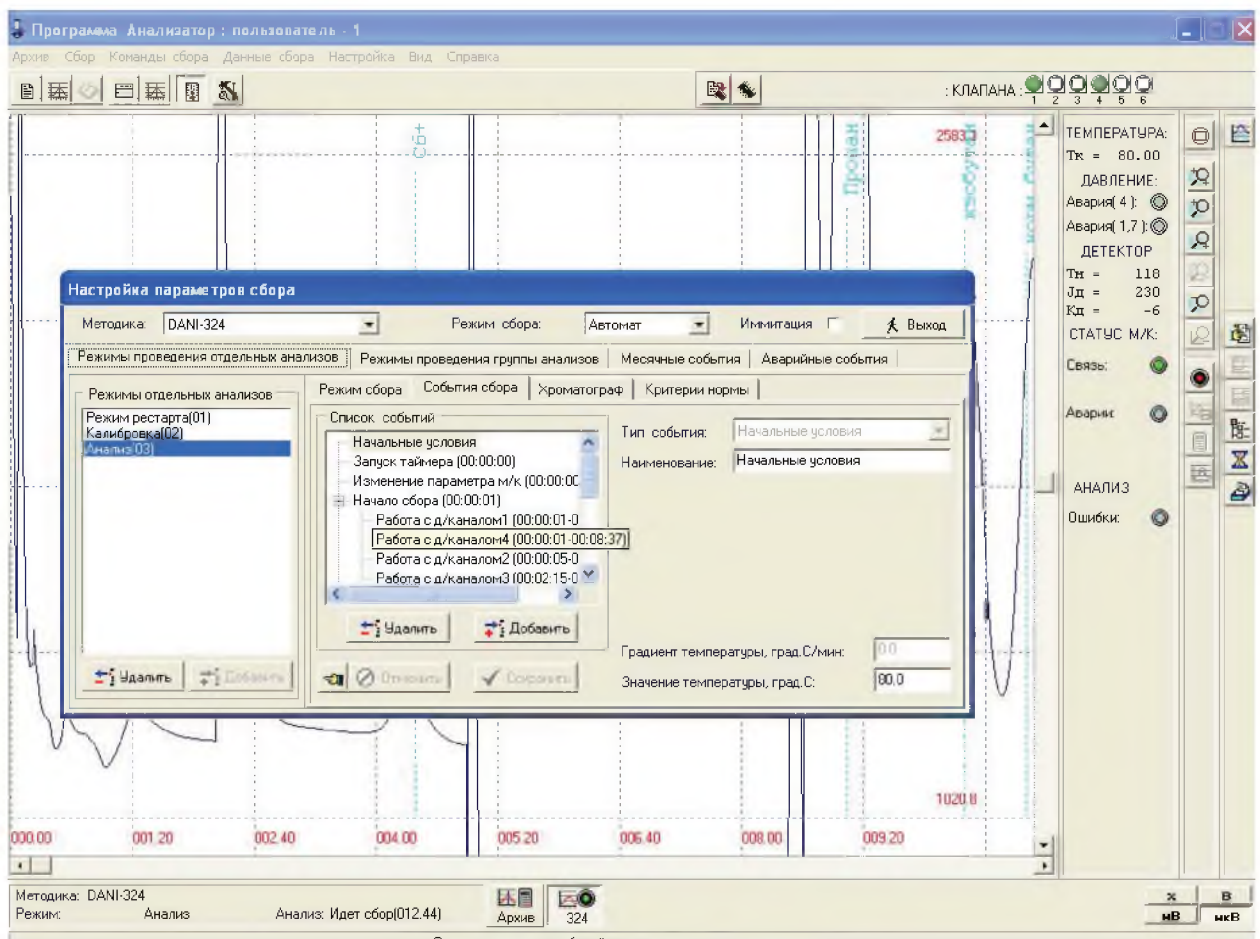 Программа Анализатор : пользователь - 1
Архив Сбор Команды сбора Данные сбора Настройка Вид Справка
: КЛАПАНА :
1 2 3 4 5 6
С6+
Пропан
2583.3
изобутан
норм. бутан
ТЕМПЕРАТУРА:
Тк = 80.00
ДАВЛЕНИЕ:
Авария( 4 ):
Авария( 1,7 ):
ДЕТЕКТОР
Тн = 118
Jд = 230
Кд = -6
СТАТУС М/К:
Связь:
Аварии:
АНАЛИЗ
Ошибки:
Настройка параметров сбора
Методика: DANI-324 Режим сбора: Автомат Иммитация Выход
Режимы проведения отдельных анализов Режимы проведения группы анализов Месячные события Аварийные события
Режимы отдельных анализов
Режим рестарта(01)
Калибровка(02)
Анализ(03)
Удалить Добавить
Режим сбора События сбора Хроматограф Критерии нормы
Список событий
Начальные условия
Запуск таймера (00:00:00)
Изменение параметра м/к (00:00:00
Начало сбора (00:00:01)
Работа с д/каналом1 (00:00:01-0
Работа с д/каналом4 (00:00:01-00:08:37)
Работа с д/каналом2 (00:00:05-0
Работа с д/каналом3 (00:02:15-0
Удалить Добавить
Отменить Сохранить
Тип события: Начальные условия
Наименование: Начальные условия
Градиент температуры, град.С/мин: 0.0
Значение температуры, град.С: 80.0
1020.8
000.00 001.20 002.40 004.00 005.20 006.40 008.00 009.20
Методика: DANI-324
Режим: Анализ Анализ: Идет сбор(012.44)
Архив 324
x В
мВ мкВ